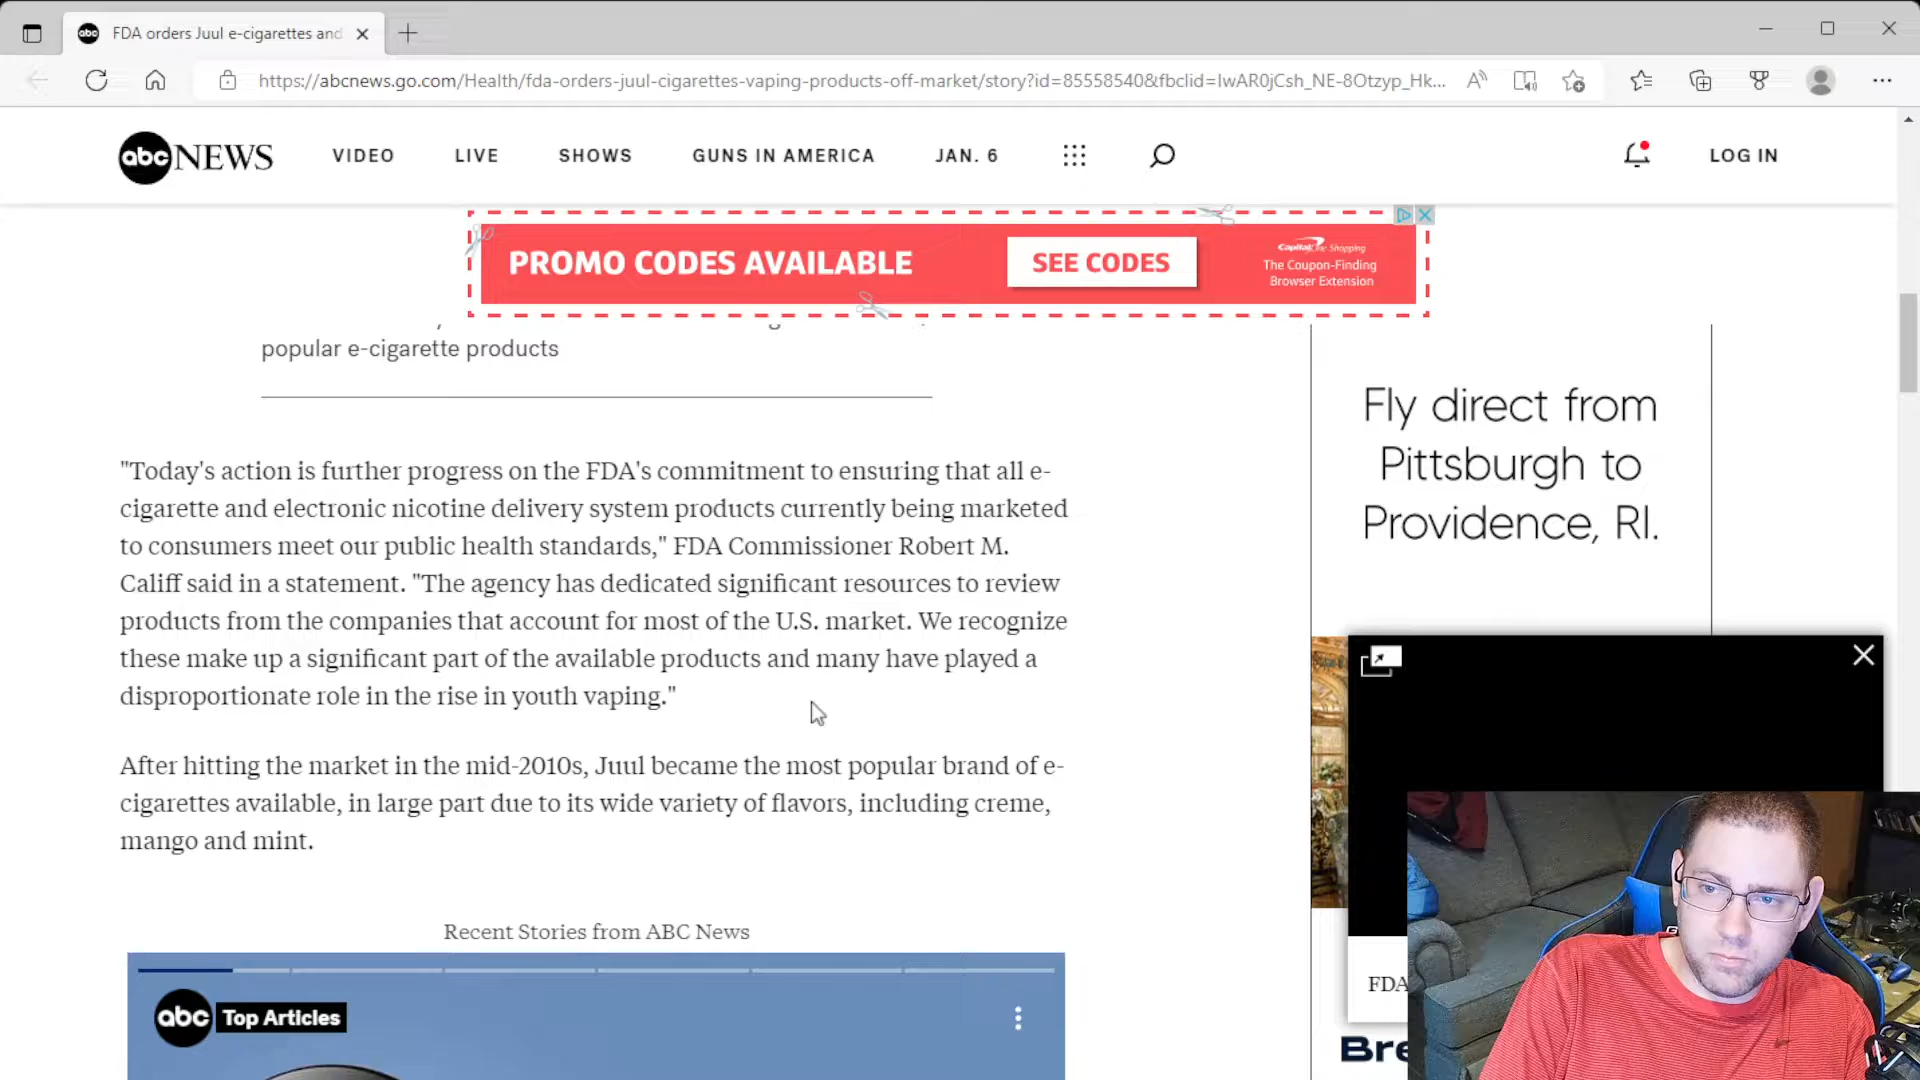 FDA orders Juul e-cigarettes and
https://abcnews.go.com/Health/fda-orders-juul-cigarettes-vaping-products-off-market/story?id=85558540&fbclid=IwAR0jCsh_NE-8Otzyp_Hk...
abc NEWS VIDEO LIVE SHOWS GUNS IN AMERICA JAN. 6 LOG IN
PROMO CODES AVAILABLE SEE CODES
Capital One Shopping
The Coupon-Finding
Browser Extension
popular e-cigarette products
"Today's action is further progress on the FDA's commitment to ensuring that all e-
cigarette and electronic nicotine delivery system products currently being marketed
to consumers meet our public health standards," FDA Commissioner Robert M.
Califf said in a statement. "The agency has dedicated significant resources to review
products from the companies that account for most of the U.S. market. We recognize
these make up a significant part of the available products and many have played a
disproportionate role in the rise in youth vaping."
After hitting the market in the mid-2010s, Juul became the most popular brand of e-
cigarettes available, in large part due to its wide variety of flavors, including creme,
mango and mint.
Recent Stories from ABC News
abc Top Articles
Fly direct from
Pittsburgh to
Providence, RI.
FDA
Bre